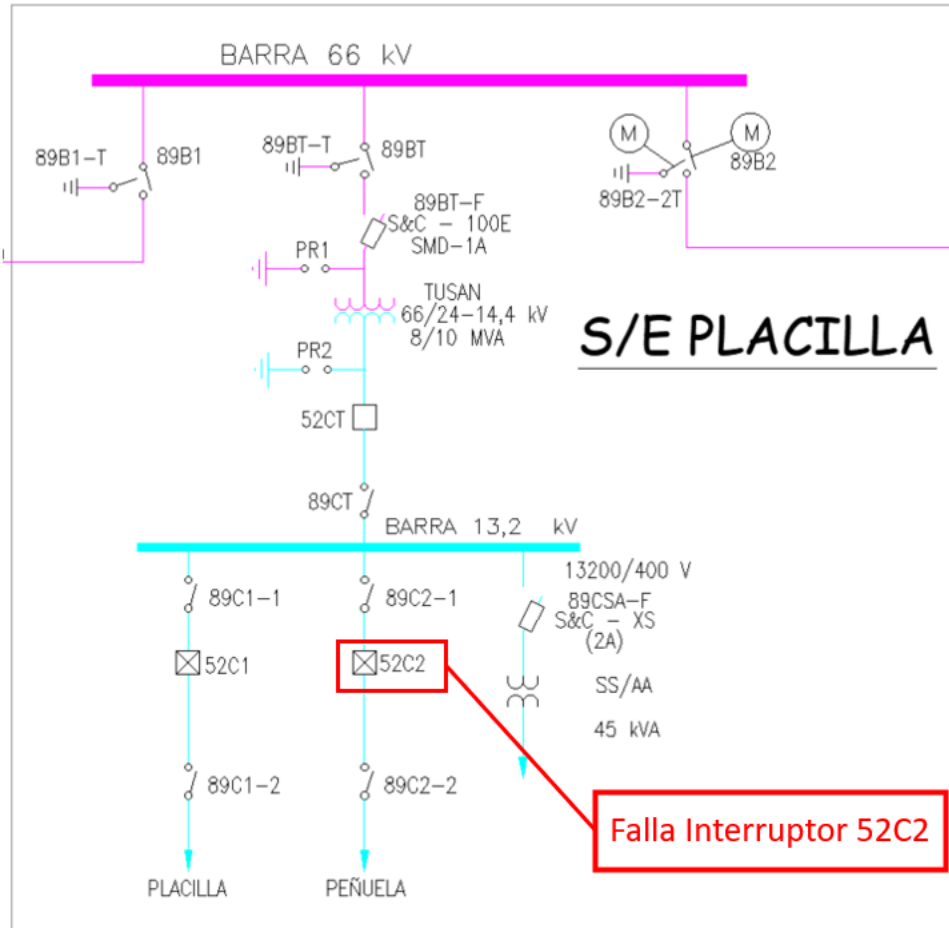 BARRA 66 kV
89B1-T
89B1
89BT-T
89BT
M
M
89B2
89B2-2T
89BT-F
S&C - 100E
SMD-1A
PR1
TUSAN
66/24-14,4 kV
8/10 MVA
S/E PLACILLA
PR2
52CT
89CT
BARRA 13,2 kV
13200/400 V
89C1-1
89C2-1
89CSA-F
S&C - XS
(2A)
52C1
52C2
SS/AA
45 kVA
89C1-2
89C2-2
Falla Interruptor 52C2
PLACILLA
PEÑUELA